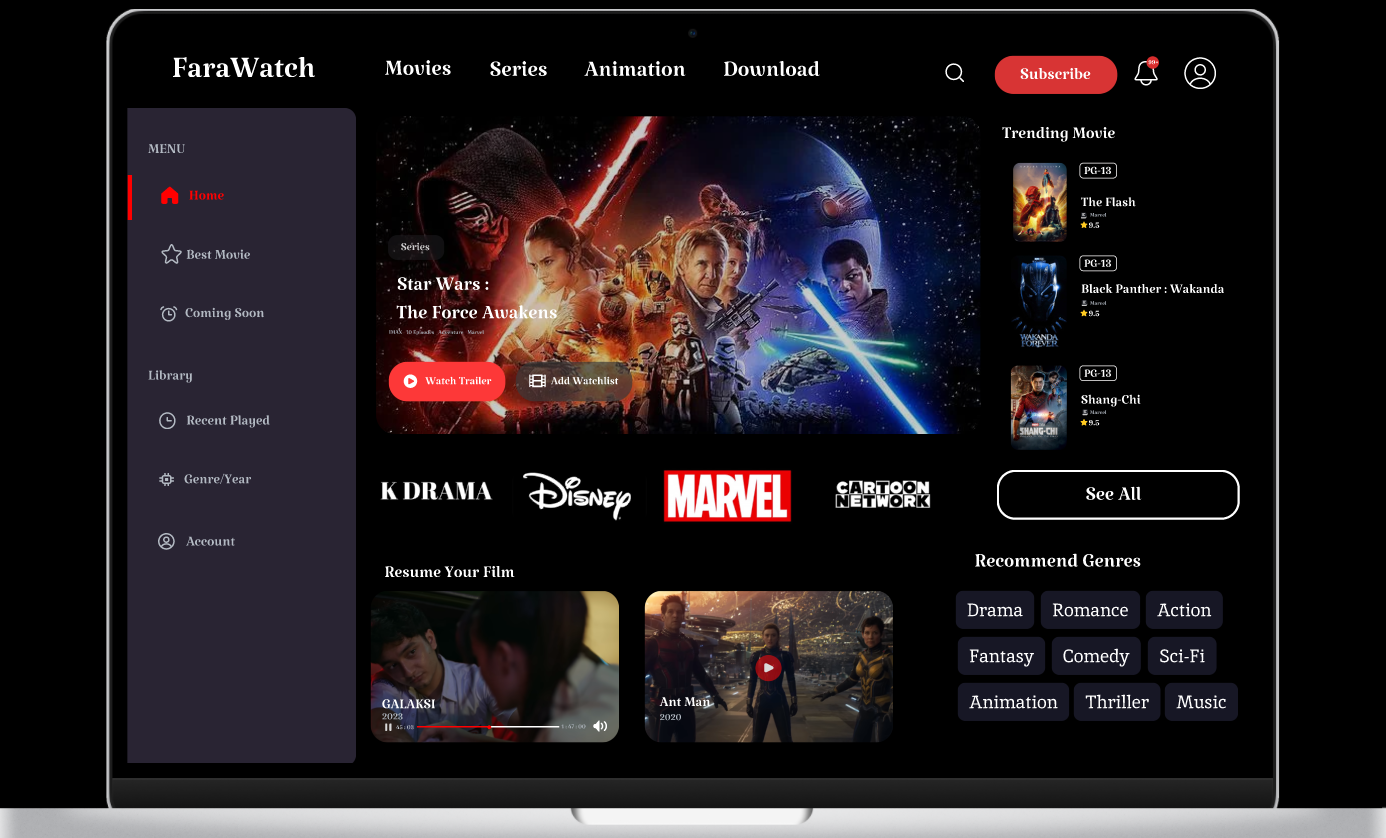 FaraWatch
Movies
Series
Animation
Download
Subscribe
99+
MENU
Home
Best Movie
Coming Soon
Library
Recent Played
Genre/Year
Account
Series
Star Wars :
The Force Awakens
IMAX 10 Episodes Adventure Marvel
Watch Trailer
Add Watchlist
Trending Movie
PG-13
The Flash
Marvel
9.5
PG-13
Black Panther : Wakanda
Marvel
9.5
WAKANDA
FOREVER
PG-13
Shang-Chi
Marvel
9.5
SHANG-CHI
See All
K DRAMA
DISNEY
MARVEL
CARTOON
NETWORK
Resume Your Film
GALAKSI
2023
45:03
1:47:00
Ant Man
2020
Recommend Genres
Drama
Romance
Action
Fantasy
Comedy
Sci-Fi
Animation
Thriller
Music